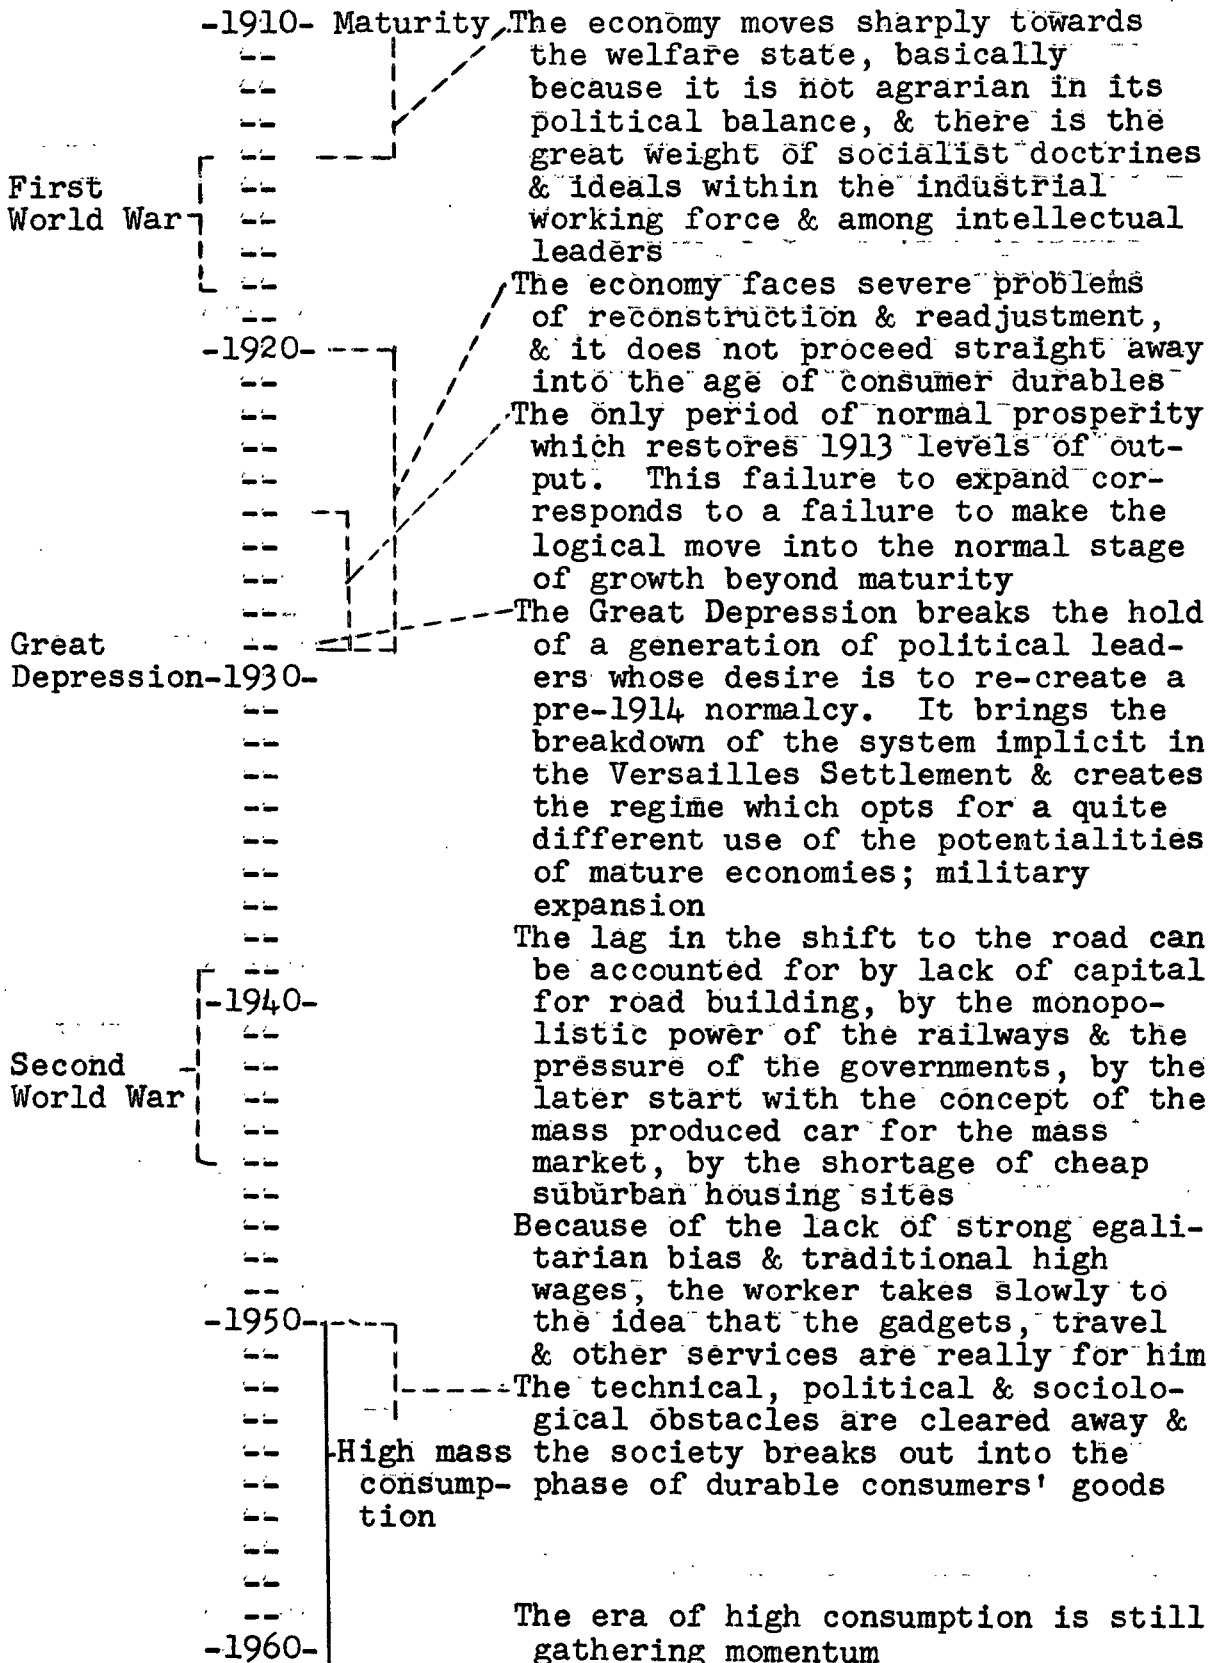 -1910- Maturity The economy moves sharply towards
the welfare state, basically
because it is not agrarian in its
political balance, & there is the
great weight of socialist doctrines
First & ideals within the industrial
World War working force & among intellectual
leaders
The economy faces severe problems
of reconstruction & readjustment,
-1920- & it does not proceed straight away
into the age of consumer durables
The only period of normal prosperity
which restores 1913 levels of out-
put. This failure to expand cor-
responds to a failure to make the
logical move into the normal stage
of growth beyond maturity
The Great Depression breaks the hold
Great of a generation of political lead-
Depression-1930- ers whose desire is to re-create a
pre-1914 normalcy. It brings the
breakdown of the system implicit in
the Versailles Settlement & creates
the regime which opts for a quite
different use of the potentialities
of mature economies; military
expansion
The lag in the shift to the road can
be accounted for by lack of capital
-1940- for road building, by the monopo-
listic power of the railways & the
Second pressure of the governments, by the
World War later start with the concept of the
mass produced car for the mass
market, by the shortage of cheap
suburban housing sites
Because of the lack of strong egali-
tarian bias & traditional high
wages, the worker takes slowly to
-1950- the idea that the gadgets, travel
& other services are really for him
The technical, political & sociolo-
gical obstacles are cleared away &
High mass the society breaks out into the
consump- phase of durable consumers' goods
tion
The era of high consumption is still
-1960- gathering momentum